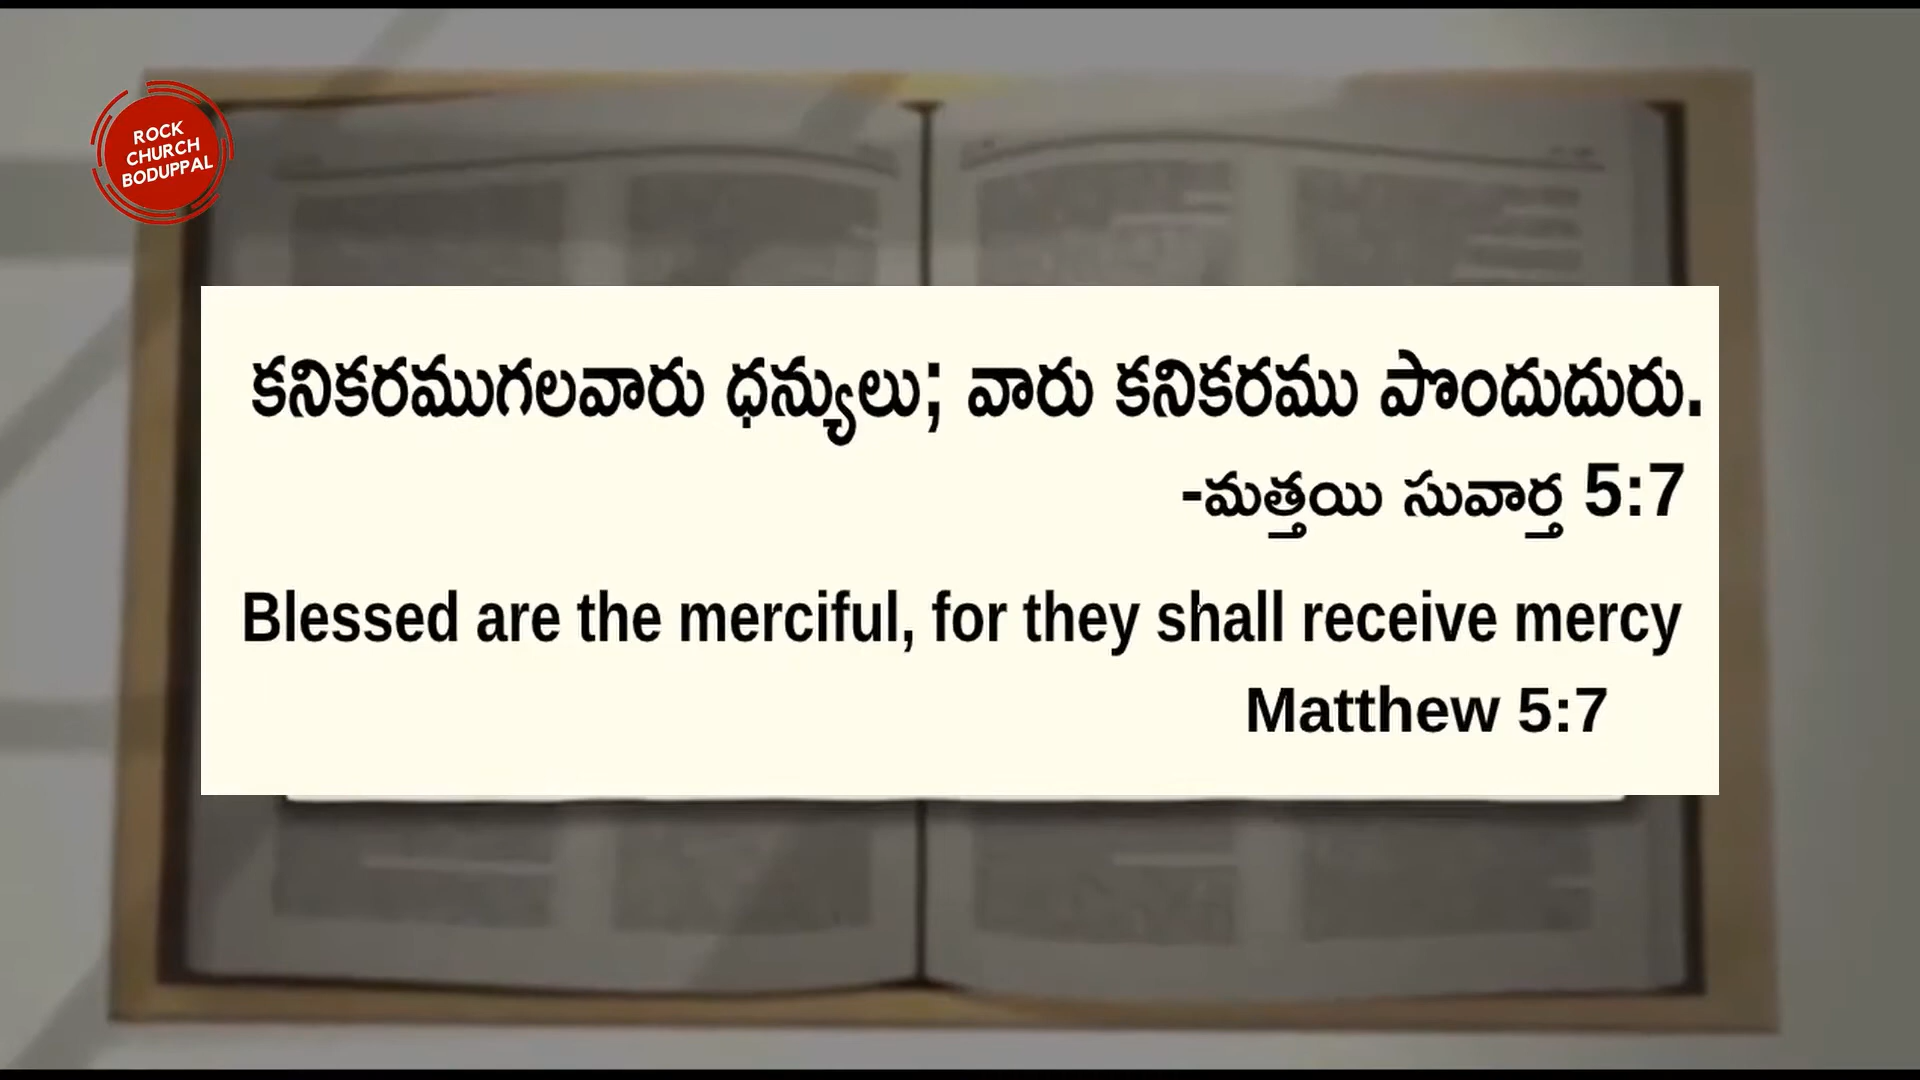 ROCK
CHURCH
BODUPPAL
కనికరముగలవారు ధన్యులు; వారు కనికరము పొందుదురు.
-మత్తయి సువార్త 5:7
Blessed are the merciful, for they shall receive mercy
Matthew 5:7